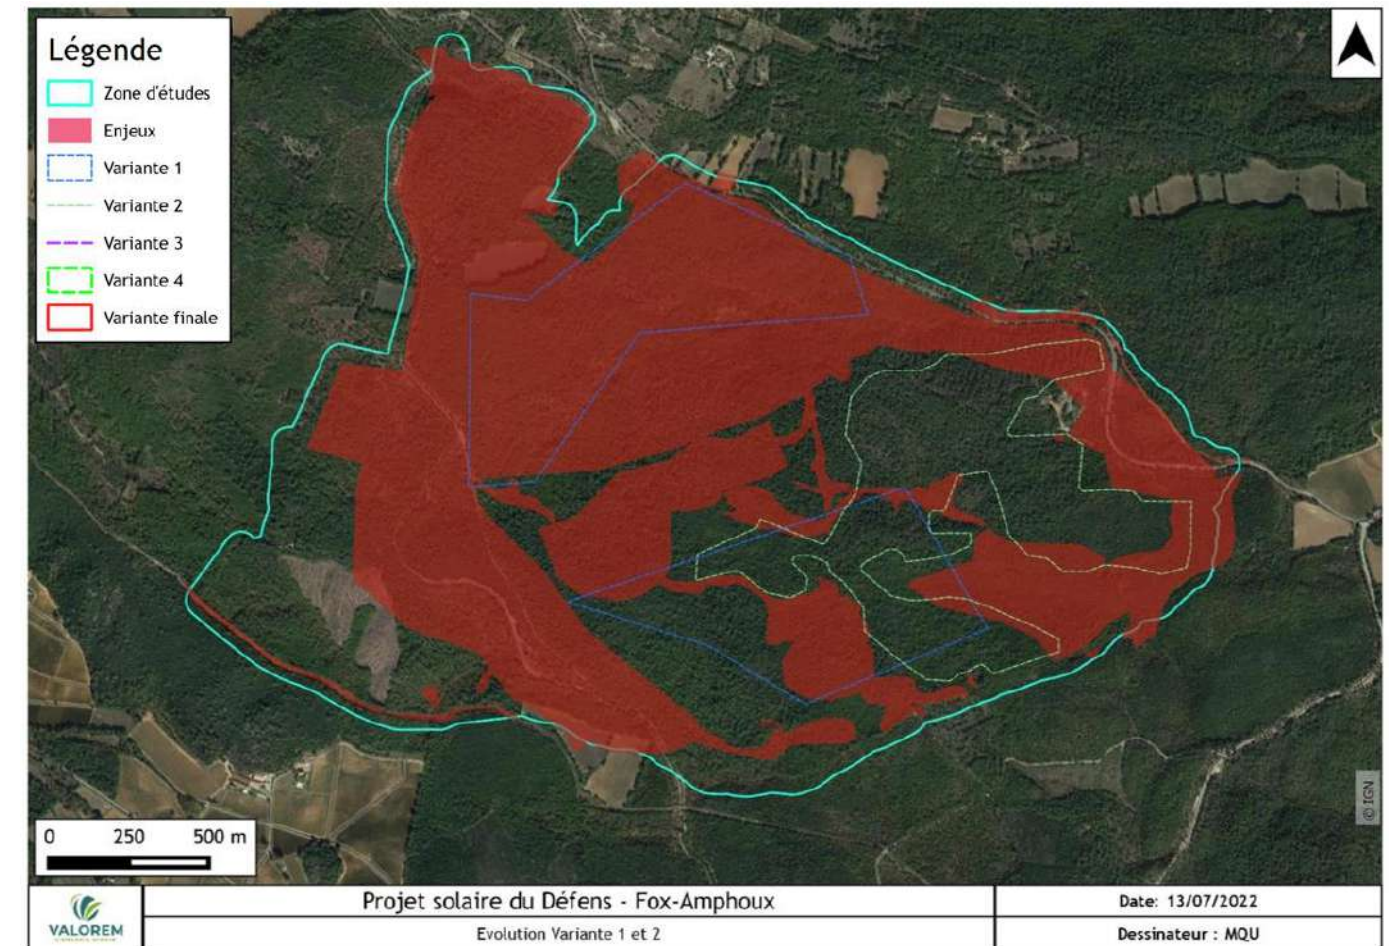 Légende
Zone d'études
Enjeux
Variante 1
Variante 2
Variante 3
Variante 4
Variante finale
© IGN
0 250 500 m
VALOREM
Projet solaire du Défens - Fox-Amphoux
Evolution Variante 1 et 2
Date: 13/07/2022
Dessinateur : MQU